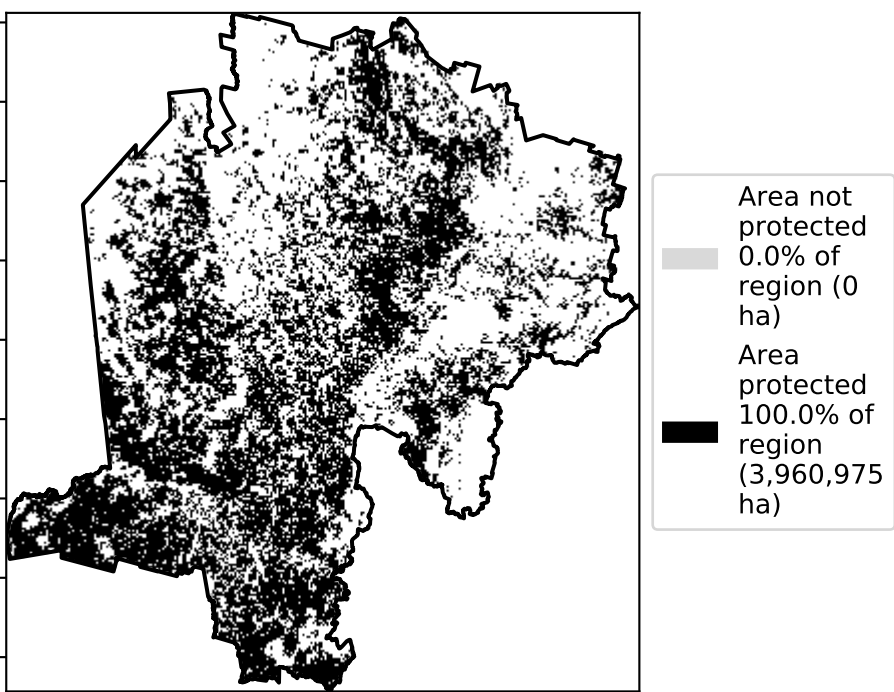 Area not
protected
0.0% of
region (0
ha)
Area
protected
100.0% of
region
(3,960,975
ha)